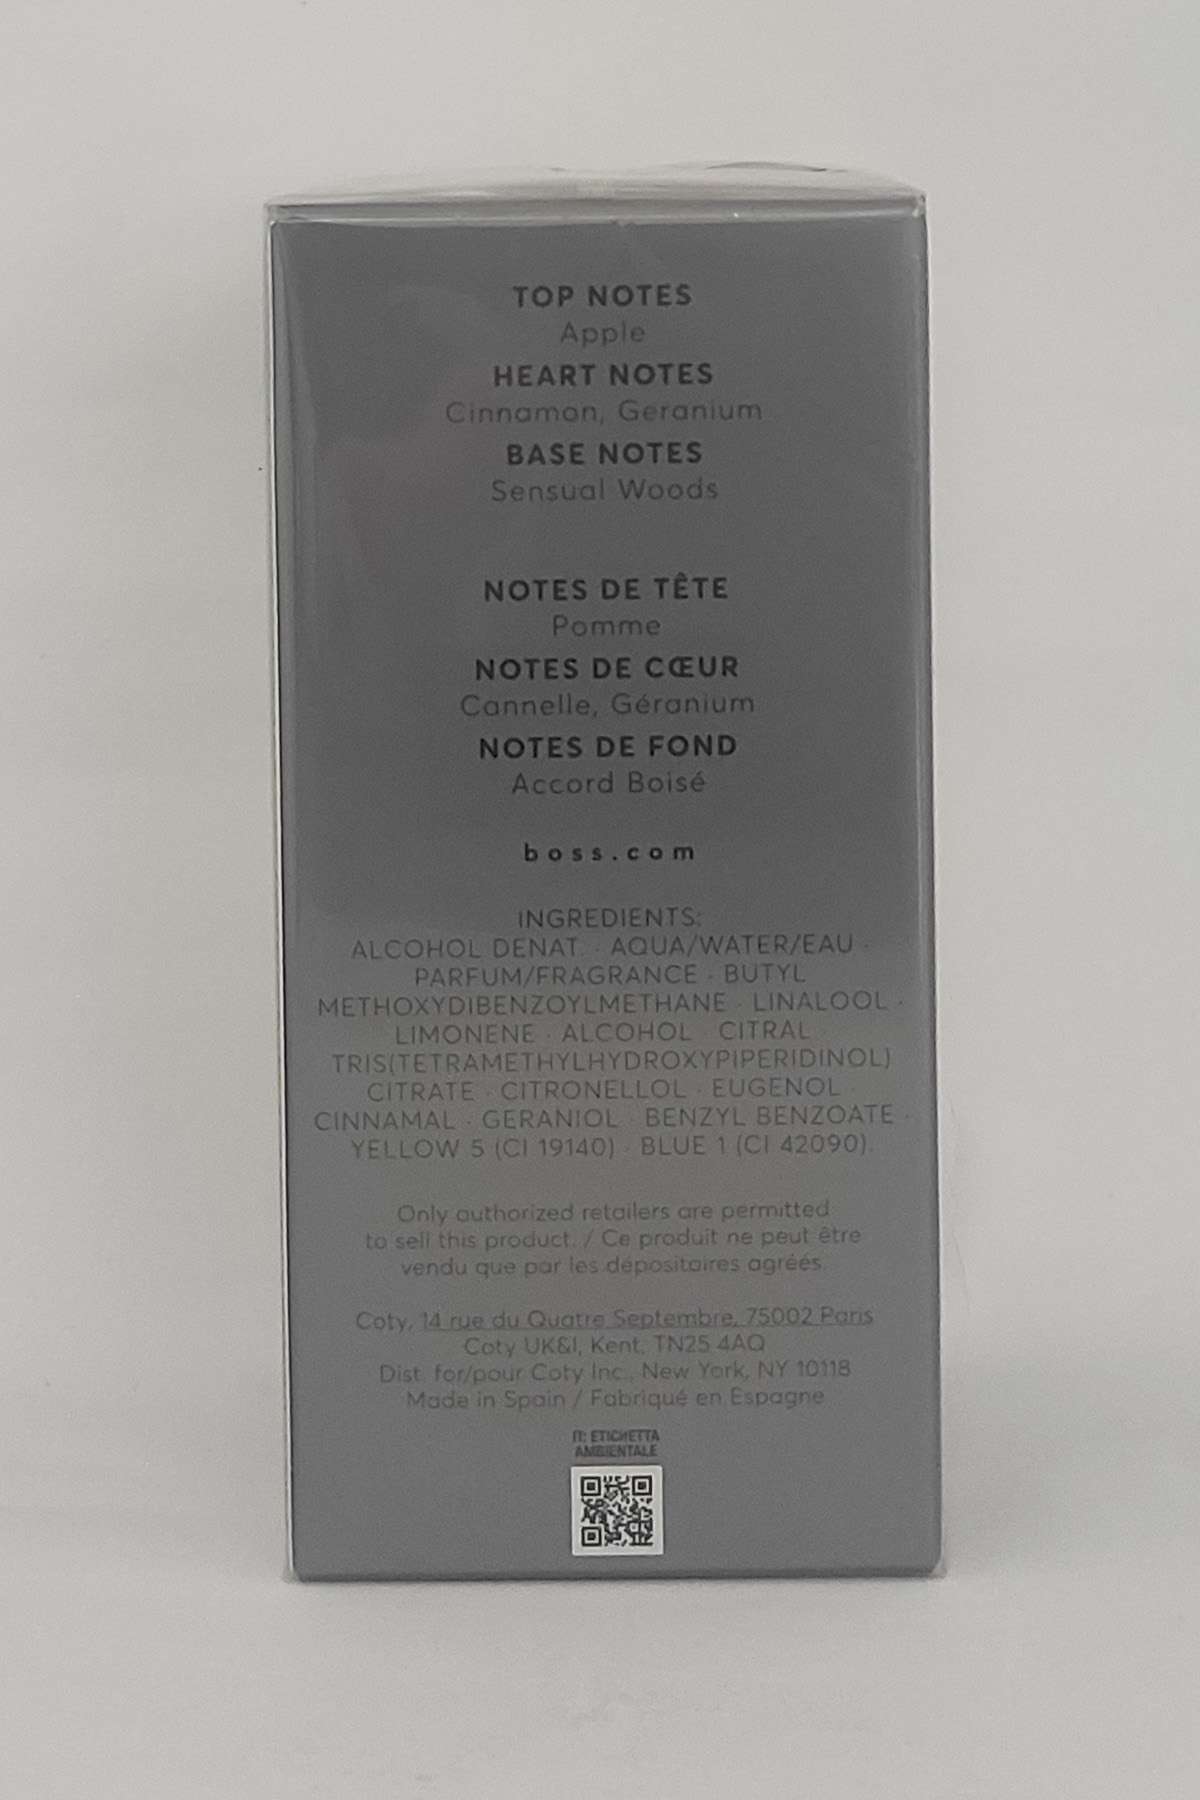 TOP NOTES
Apple
HEART NOTES
Cinnamon, Geranium
BASE NOTES
Sensual Woods
NOTES DE TÊTE
Pomme
NOTES DE CŒUR
Cannelle, Géranium
NOTES DE FOND
Accord Boisé
boss.com
INGREDIENTS:
ALCOHOL DENAT. · AQUA/WATER/EAU ·
PARFUM/FRAGRANCE · BUTYL
METHOXYDIBENZOYLMETHANE · LINALOOL ·
LIMONENE · ALCOHOL · CITRAL ·
TRIS(TETRAMETHYLHYDROXYPIPERIDINOL)
CITRATE · CITRONELLOL · EUGENOL ·
CINNAMAL · GERANIOL · BENZYL BENZOATE ·
YELLOW 5 (CI 19140) · BLUE 1 (CI 42090).
Only authorized retailers are permitted
to sell this product. / Ce produit ne peut être
vendu que par les dépositaires agréés.
Coty, 14 rue du Quatre Septembre, 75002 Paris
Coty UK&I, Kent, TN25 4AQ
Dist. for/pour Coty Inc., New York, NY 10118
Made in Spain / Fabriqué en Espagne
IT: ETICHETTA
AMBIENTALE